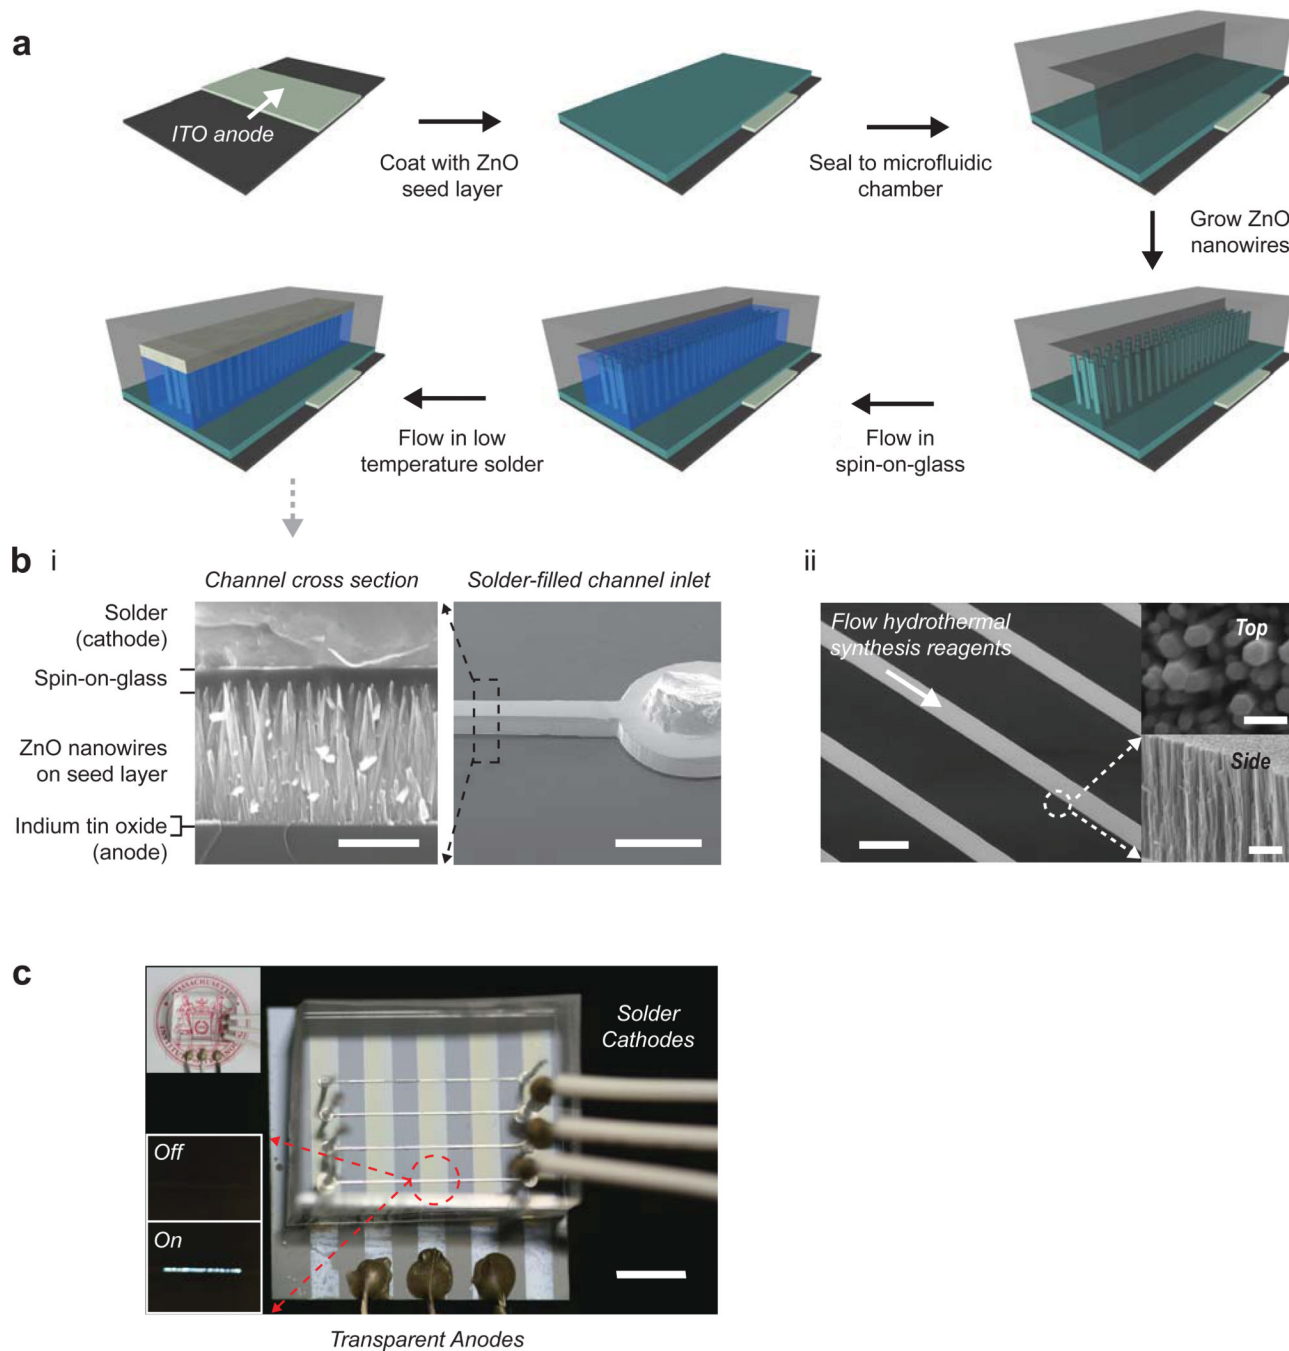 a
ITO anode
Coat with ZnO
seed layer
Seal to microfluidic
chamber
Grow ZnO
nanowires
Flow in low
temperature solder
Flow in
spin-on-glass
b
i
Channel cross section
Solder-filled channel inlet
Solder
(cathode)
Spin-on-glass
ZnO nanowires
on seed layer
Indium tin oxide
(anode)
ii
Flow hydrothermal
synthesis reagents
Top
Side
c
MASSACHUSETTS
Solder
Cathodes
Off
On
Transparent Anodes